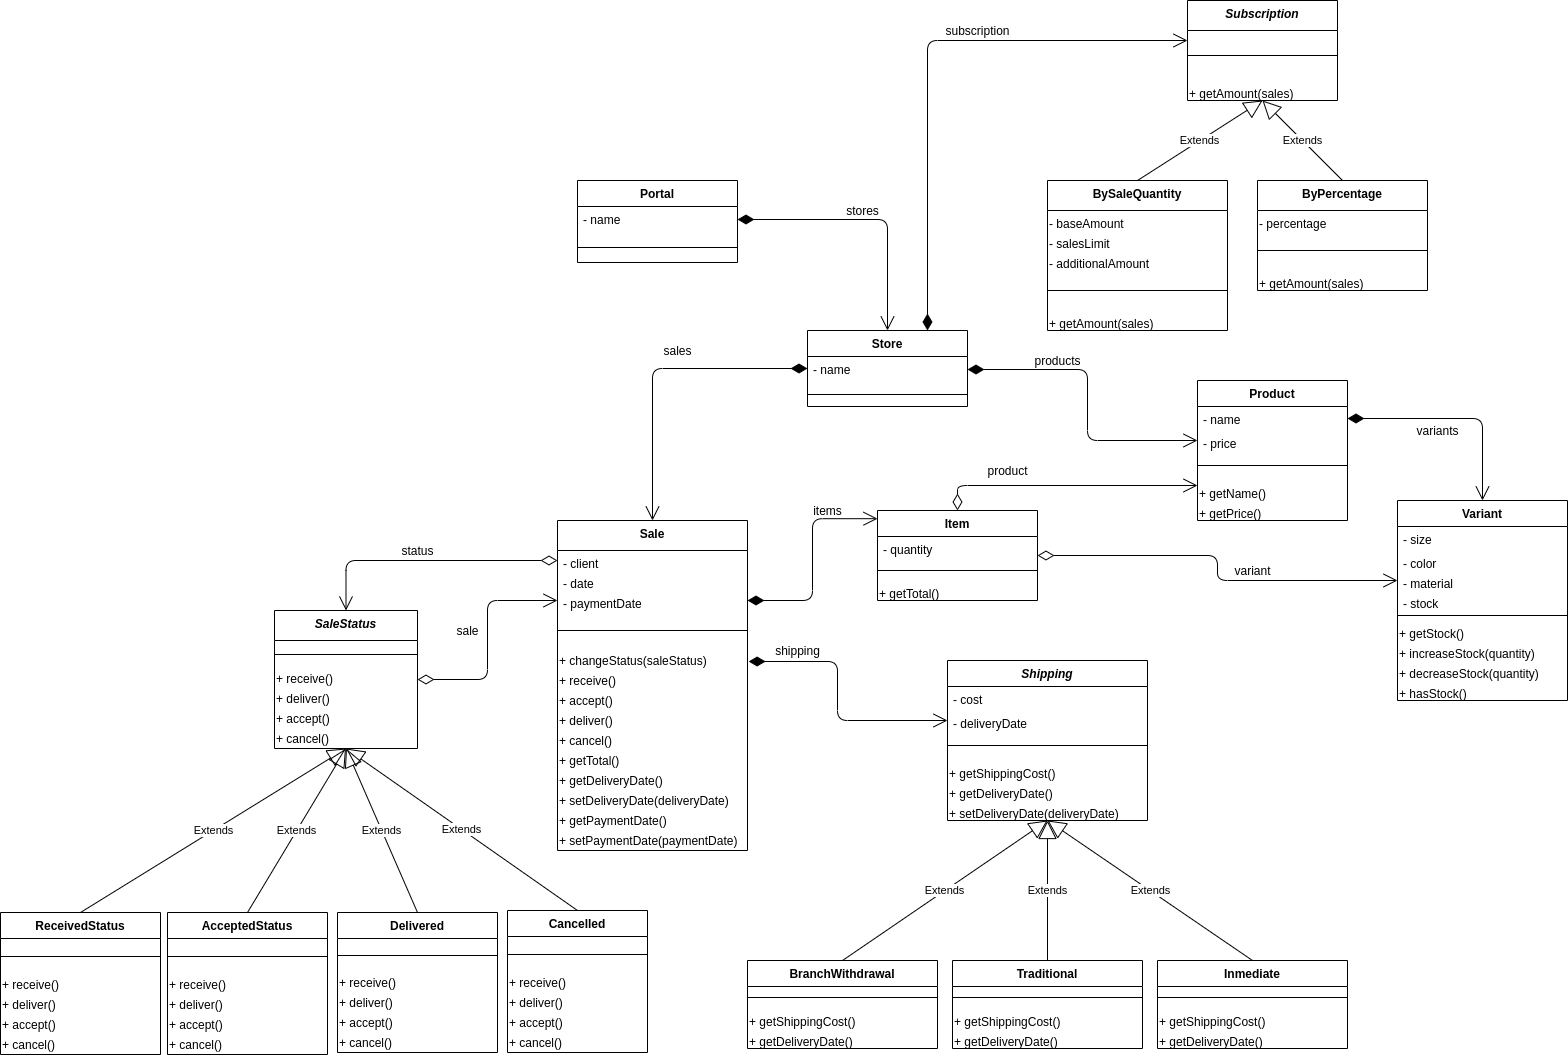 Subscription
+ getAmount(sales)
subscription
Extends
Extends
Portal
- name
stores
BySaleQuantity
- baseAmount
- salesLimit
- additionalAmount
+ getAmount(sales)
ByPercentage
- percentage
+ getAmount(sales)
Store
- name
sales
products
Product
- name
- price
+ getName()
+ getPrice()
variants
product
Variant
- size
- color
- material
- stock
+ getStock()
+ increaseStock(quantity)
+ decreaseStock(quantity)
+ hasStock()
items
Item
- quantity
+ getTotal()
variant
Sale
- client
- date
- paymentDate
+ changeStatus(saleStatus)
+ receive()
+ accept()
+ deliver()
+ cancel()
+ getTotal()
+ getDeliveryDate()
+ setDeliveryDate(deliveryDate)
+ getPaymentDate()
+ setPaymentDate(paymentDate)
status
sale
SaleStatus
+ receive()
+ deliver()
+ accept()
+ cancel()
shipping
Shipping
- cost
- deliveryDate
+ getShippingCost()
+ getDeliveryDate()
+ setDeliveryDate(deliveryDate)
Extends
Extends
Extends
Extends
Extends
Extends
Extends
ReceivedStatus
+ receive()
+ deliver()
+ accept()
+ cancel()
AcceptedStatus
+ receive()
+ deliver()
+ accept()
+ cancel()
Delivered
+ receive()
+ deliver()
+ accept()
+ cancel()
Cancelled
+ receive()
+ deliver()
+ accept()
+ cancel()
BranchWithdrawal
+ getShippingCost()
+ getDeliveryDate()
Traditional
+ getShippingCost()
+ getDeliveryDate()
Inmediate
+ getShippingCost()
+ getDeliveryDate()